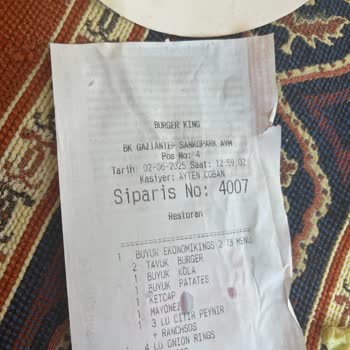 BURGER KING
BK GAZIANTEP SANKOPARK AVM
Pos No: 4
Tarih: 02-06-2025 Saat: 12:59:02
Kasiyer: AYTEN COBAN
Siparis No: 4007
Restoran
1 BUYUK EKONOMIKINGS 2 TB MENU
2 TAVUK BURGER
1 BUYUK KOLA
1 BUYUK PATATES
1 KETCAP
1 MAYONEZ
1 3 LU CITIR PEYNIR
+ RANCHSOS
4 LU ONION RINGS